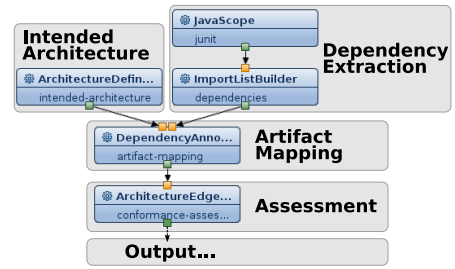 Intended
Architecture
JavaScope
junit
Dependency
Extraction
ArchitectureDefin...
intended-architecture
ImportListBuilder
dependencies
DependencyAnno...
artifact-mapping
Artifact
Mapping
ArchitectureEdge...
conformance-asses...
Assessment
Output...